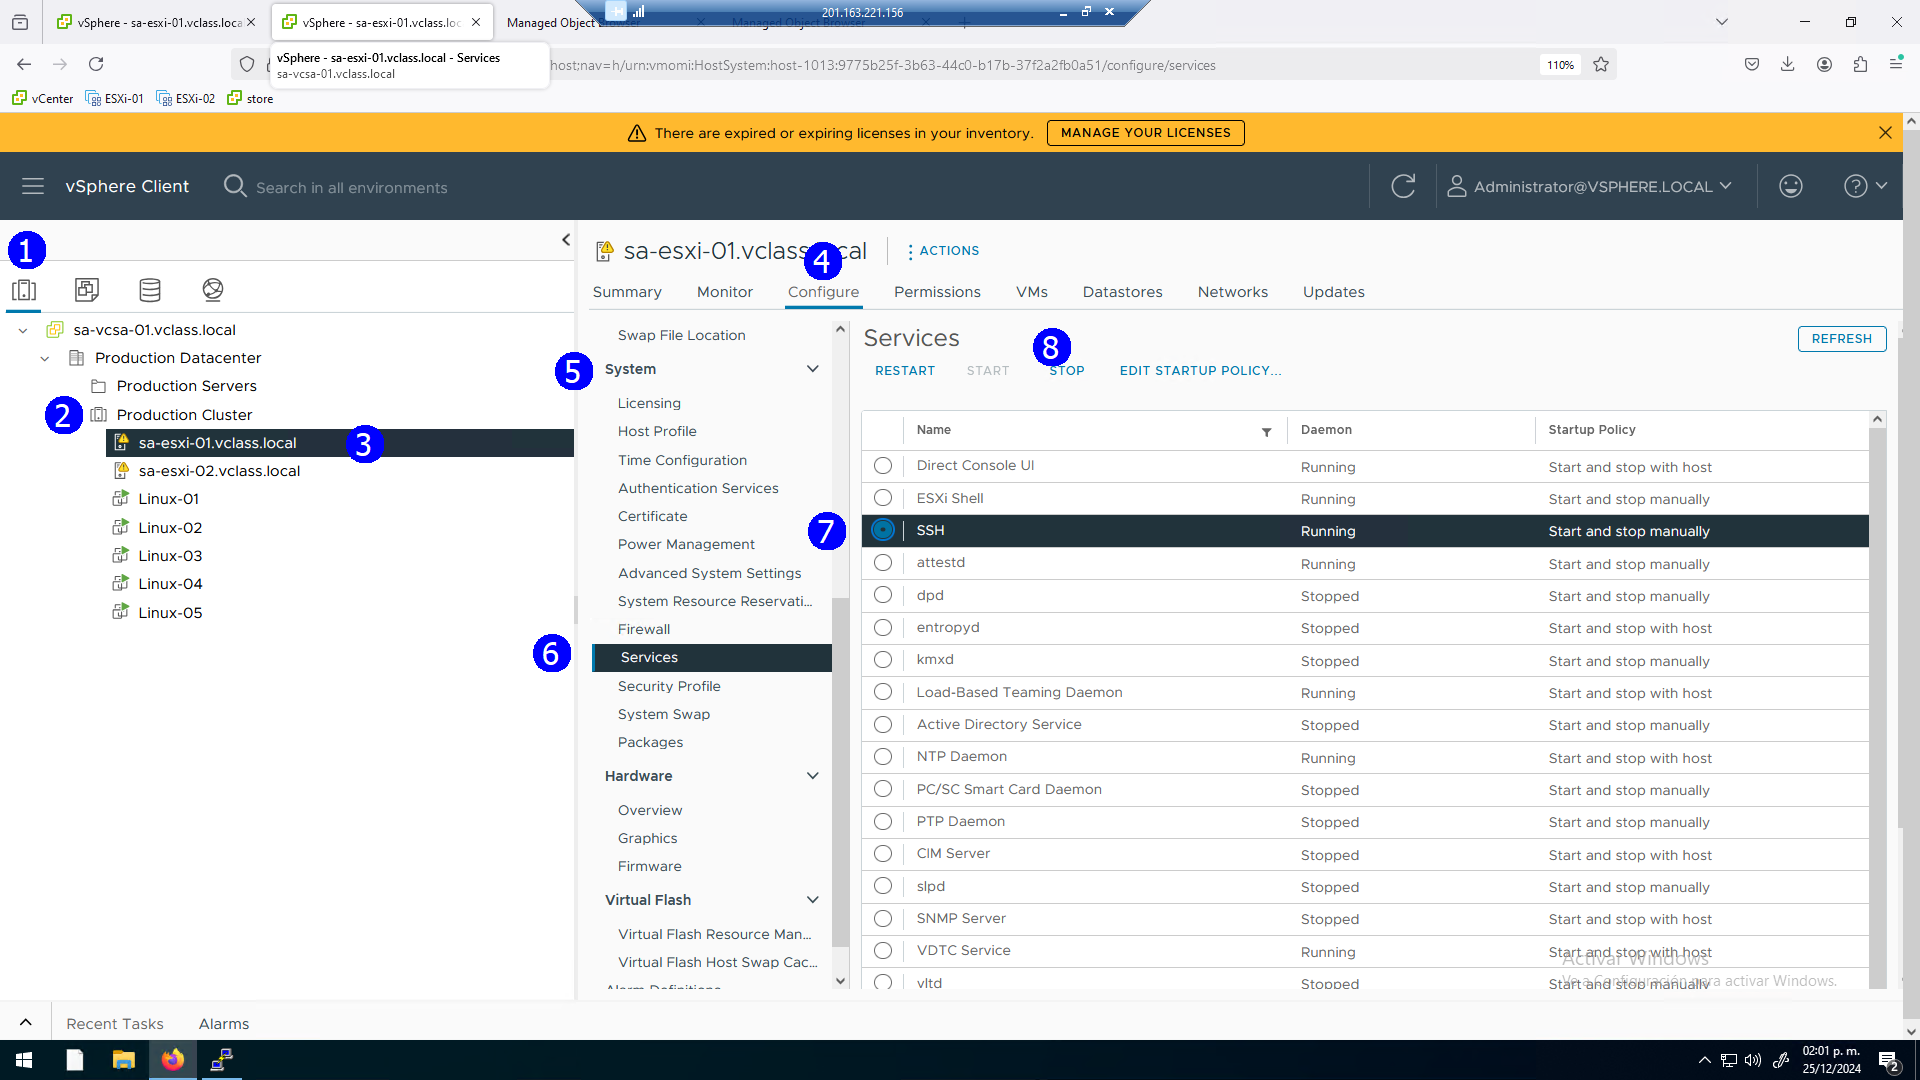 vSphere - sa-esxi-01.vclass.loca
vSphere - sa-esxi-01.vclass.loc
Managed Object Browser
Managed Object Browser
201.163.221.156
vSphere - sa-esxi-01.vclass.local - Services
sa-vcsa-01.vclass.local
host;nav=h/urn:vmomi:HostSystem:host-1013:9775b25f-3b63-44c0-b17b-37f2a2fb0a51/configure/services
110%
vCenter
ESXi-01
ESXi-02
store
There are expired or expiring licenses in your inventory.
MANAGE YOUR LICENSES
vSphere Client
Search in all environments
Administrator@VSPHERE.LOCAL
1
sa-vcsa-01.vclass.local
Production Datacenter
Production Servers
2
Production Cluster
sa-esxi-01.vclass.local
3
sa-esxi-02.vclass.local
Linux-01
Linux-02
Linux-03
Linux-04
Linux-05
sa-esxi-01.vclass.local
ACTIONS
4
Summary
Monitor
Configure
Permissions
VMs
Datastores
Networks
Updates
Swap File Location
5
System
Licensing
Host Profile
Time Configuration
Authentication Services
Certificate
Power Management
Advanced System Settings
System Resource Reservati...
Firewall
6
Services
Security Profile
System Swap
Packages
Hardware
Overview
Graphics
Firmware
Virtual Flash
Virtual Flash Resource Man...
Virtual Flash Host Swap Cac...
Alarm Definitions
Services
8
REFRESH
RESTART
START
STOP
EDIT STARTUP POLICY...
Name Daemon Startup Policy
Direct Console UI Running Start and stop with host
ESXi Shell Running Start and stop manually
7
SSH Running Start and stop manually
attestd Running Start and stop manually
dpd Stopped Start and stop manually
entropyd Stopped Start and stop with host
kmxd Stopped Start and stop manually
Load-Based Teaming Daemon Running Start and stop with host
Active Directory Service Stopped Start and stop manually
NTP Daemon Running Start and stop with host
PC/SC Smart Card Daemon Stopped Start and stop manually
PTP Daemon Stopped Start and stop manually
CIM Server Stopped Start and stop with host
slpd Stopped Start and stop manually
SNMP Server Stopped Start and stop with host
VDTC Service Running Start and stop with host
vltd Stopped Start and stop manually
Activar Windows
Ve a Configuración para activar Windows.
Recent Tasks
Alarms
02:01 p. m.
25/12/2024
2